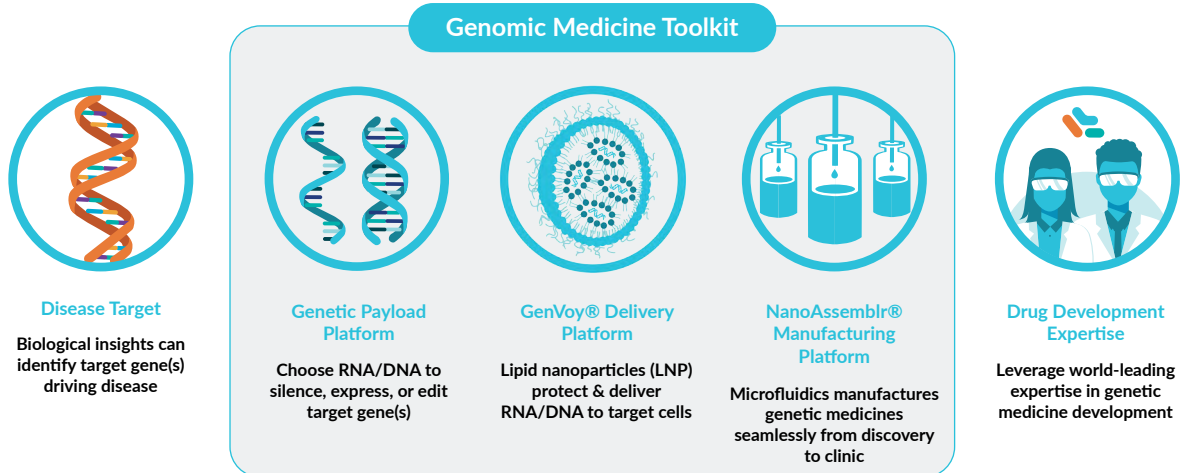 Genomic Medicine Toolkit
Disease Target
Biological insights can
identify target gene(s)
driving disease
Genetic Payload
Platform
Choose RNA/DNA to
silence, express, or edit
target gene(s)
GenVoy® Delivery
Platform
Lipid nanoparticles (LNP)
protect & deliver
RNA/DNA to target cells
NanoAssemblr®
Manufacturing
Platform
Microfluidics manufactures
genetic medicines
seamlessly from discovery
to clinic
Drug Development
Expertise
Leverage world-leading
expertise in genetic
medicine development